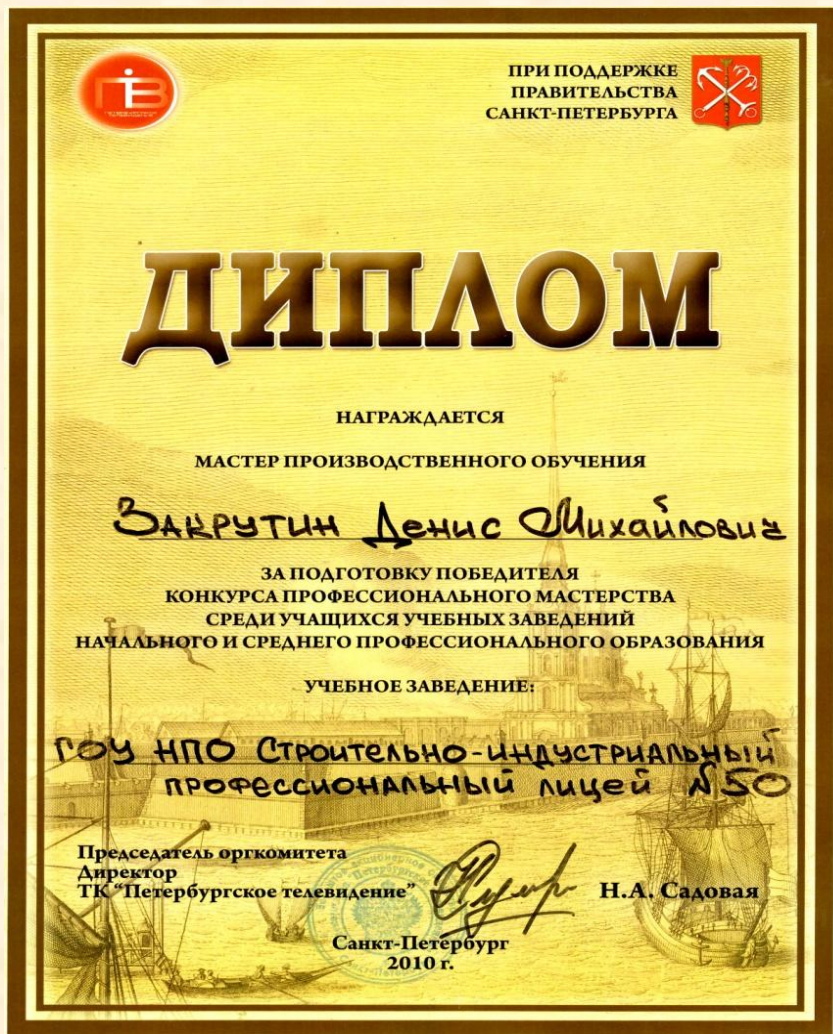 ПТВ
ПРИ ПОДДЕРЖКЕ
ПРАВИТЕЛЬСТВА
САНКТ-ПЕТЕРБУРГА
ДИПЛОМ
НАГРАЖДАЕТСЯ
МАСТЕР ПРОИЗВОДСТВЕННОГО ОБУЧЕНИЯ
Закрутин Денис Михайлович
ЗА ПОДГОТОВКУ ПОБЕДИТЕЛЯ
КОНКУРСА ПРОФЕССИОНАЛЬНОГО МАСТЕРСТВА
СРЕДИ УЧАЩИХСЯ УЧЕБНЫХ ЗАВЕДЕНИЙ
НАЧАЛЬНОГО И СРЕДНЕГО ПРОФЕССИОНАЛЬНОГО ОБРАЗОВАНИЯ
УЧЕБНОЕ ЗАВЕДЕНИЕ:
ГОУ НПО Строительно-индустриальный
профессиональный лицей №50
Председатель оргкомитета
Директор
ТК "Петербургское телевидение"
Н.А. Садовая
Санкт-Петербург
2010 г.